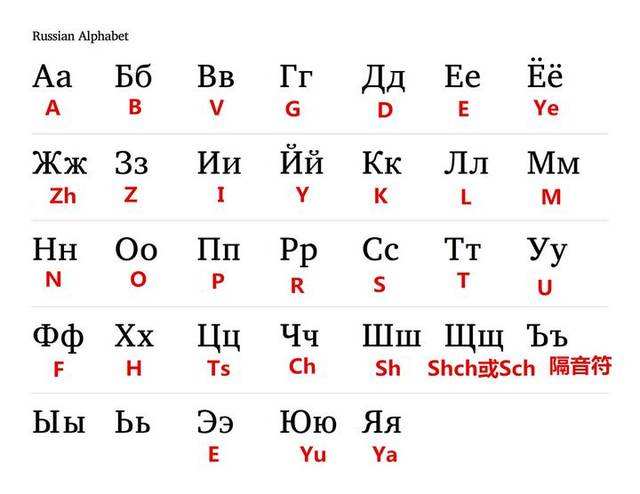 Russian Alphabet
Аа Бб Вв Гг Дд Ее Ёё
A B V G D E Ye
Жж Зз Ии Йй Кк Лл Мм
Zh Z I Y K L M
Нн Оо Пп Рр Сс Тт Уу
N O P R S T U
Фф Хх Цц Чч Шш Щщ Ъъ
F H Ts Ch Sh Shch或Sch 隔音符
Ыы Ьь Ээ Юю Яя
E Yu Ya